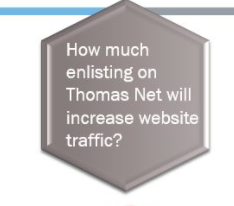 How much
enlisting on
Thomas Net will
increase website
traffic?